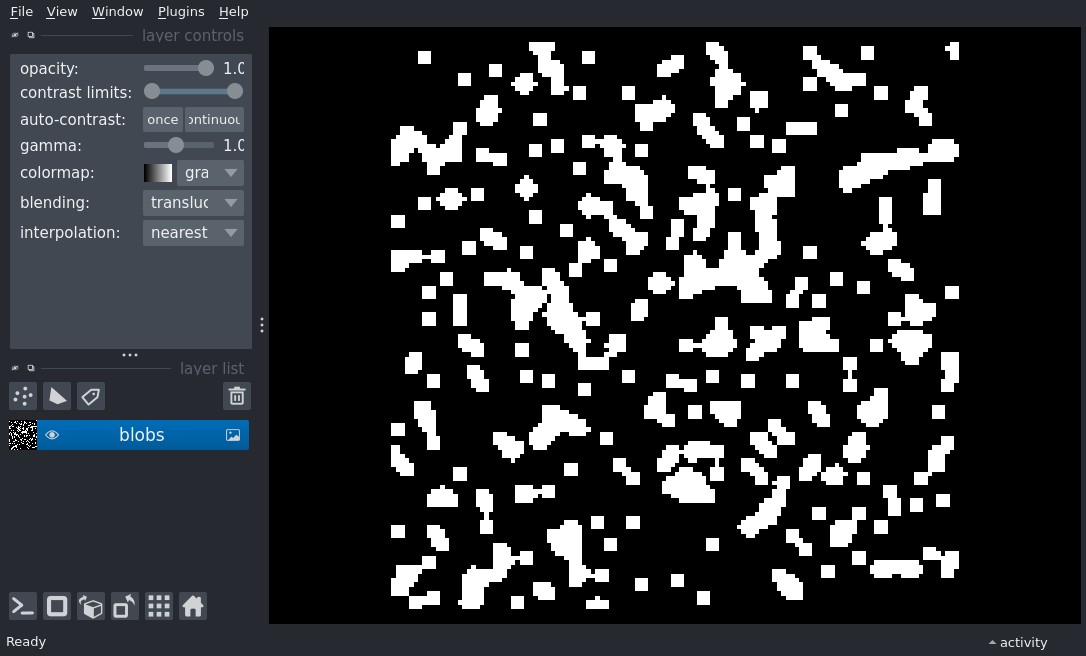 File View Window Plugins Help
layer controls
opacity: 1.0
contrast limits:
auto-contrast: once ontinuou
gamma: 1.0
colormap: gra
blending: transluc
interpolation: nearest
layer list
blobs
Ready
activity